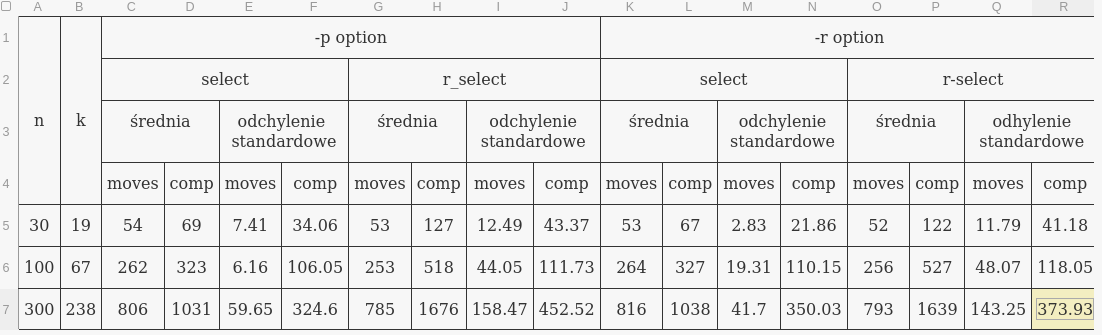 A B C D E F G H I J K L M N O P Q R
1 -p option -r option
2 select r_select select r-select
n k
3 średnia odchylenie standardowe średnia odchylenie standardowe średnia odchylenie standardowe średnia odhylenie standardowe
4 moves comp moves comp moves comp moves comp moves comp moves comp moves comp moves comp
5 30 19 54 69 7.41 34.06 53 127 12.49 43.37 53 67 2.83 21.86 52 122 11.79 41.18
6 100 67 262 323 6.16 106.05 253 518 44.05 111.73 264 327 19.31 110.15 256 527 48.07 118.05
7 300 238 806 1031 59.65 324.6 785 1676 158.47 452.52 816 1038 41.7 350.03 793 1639 143.25 373.93